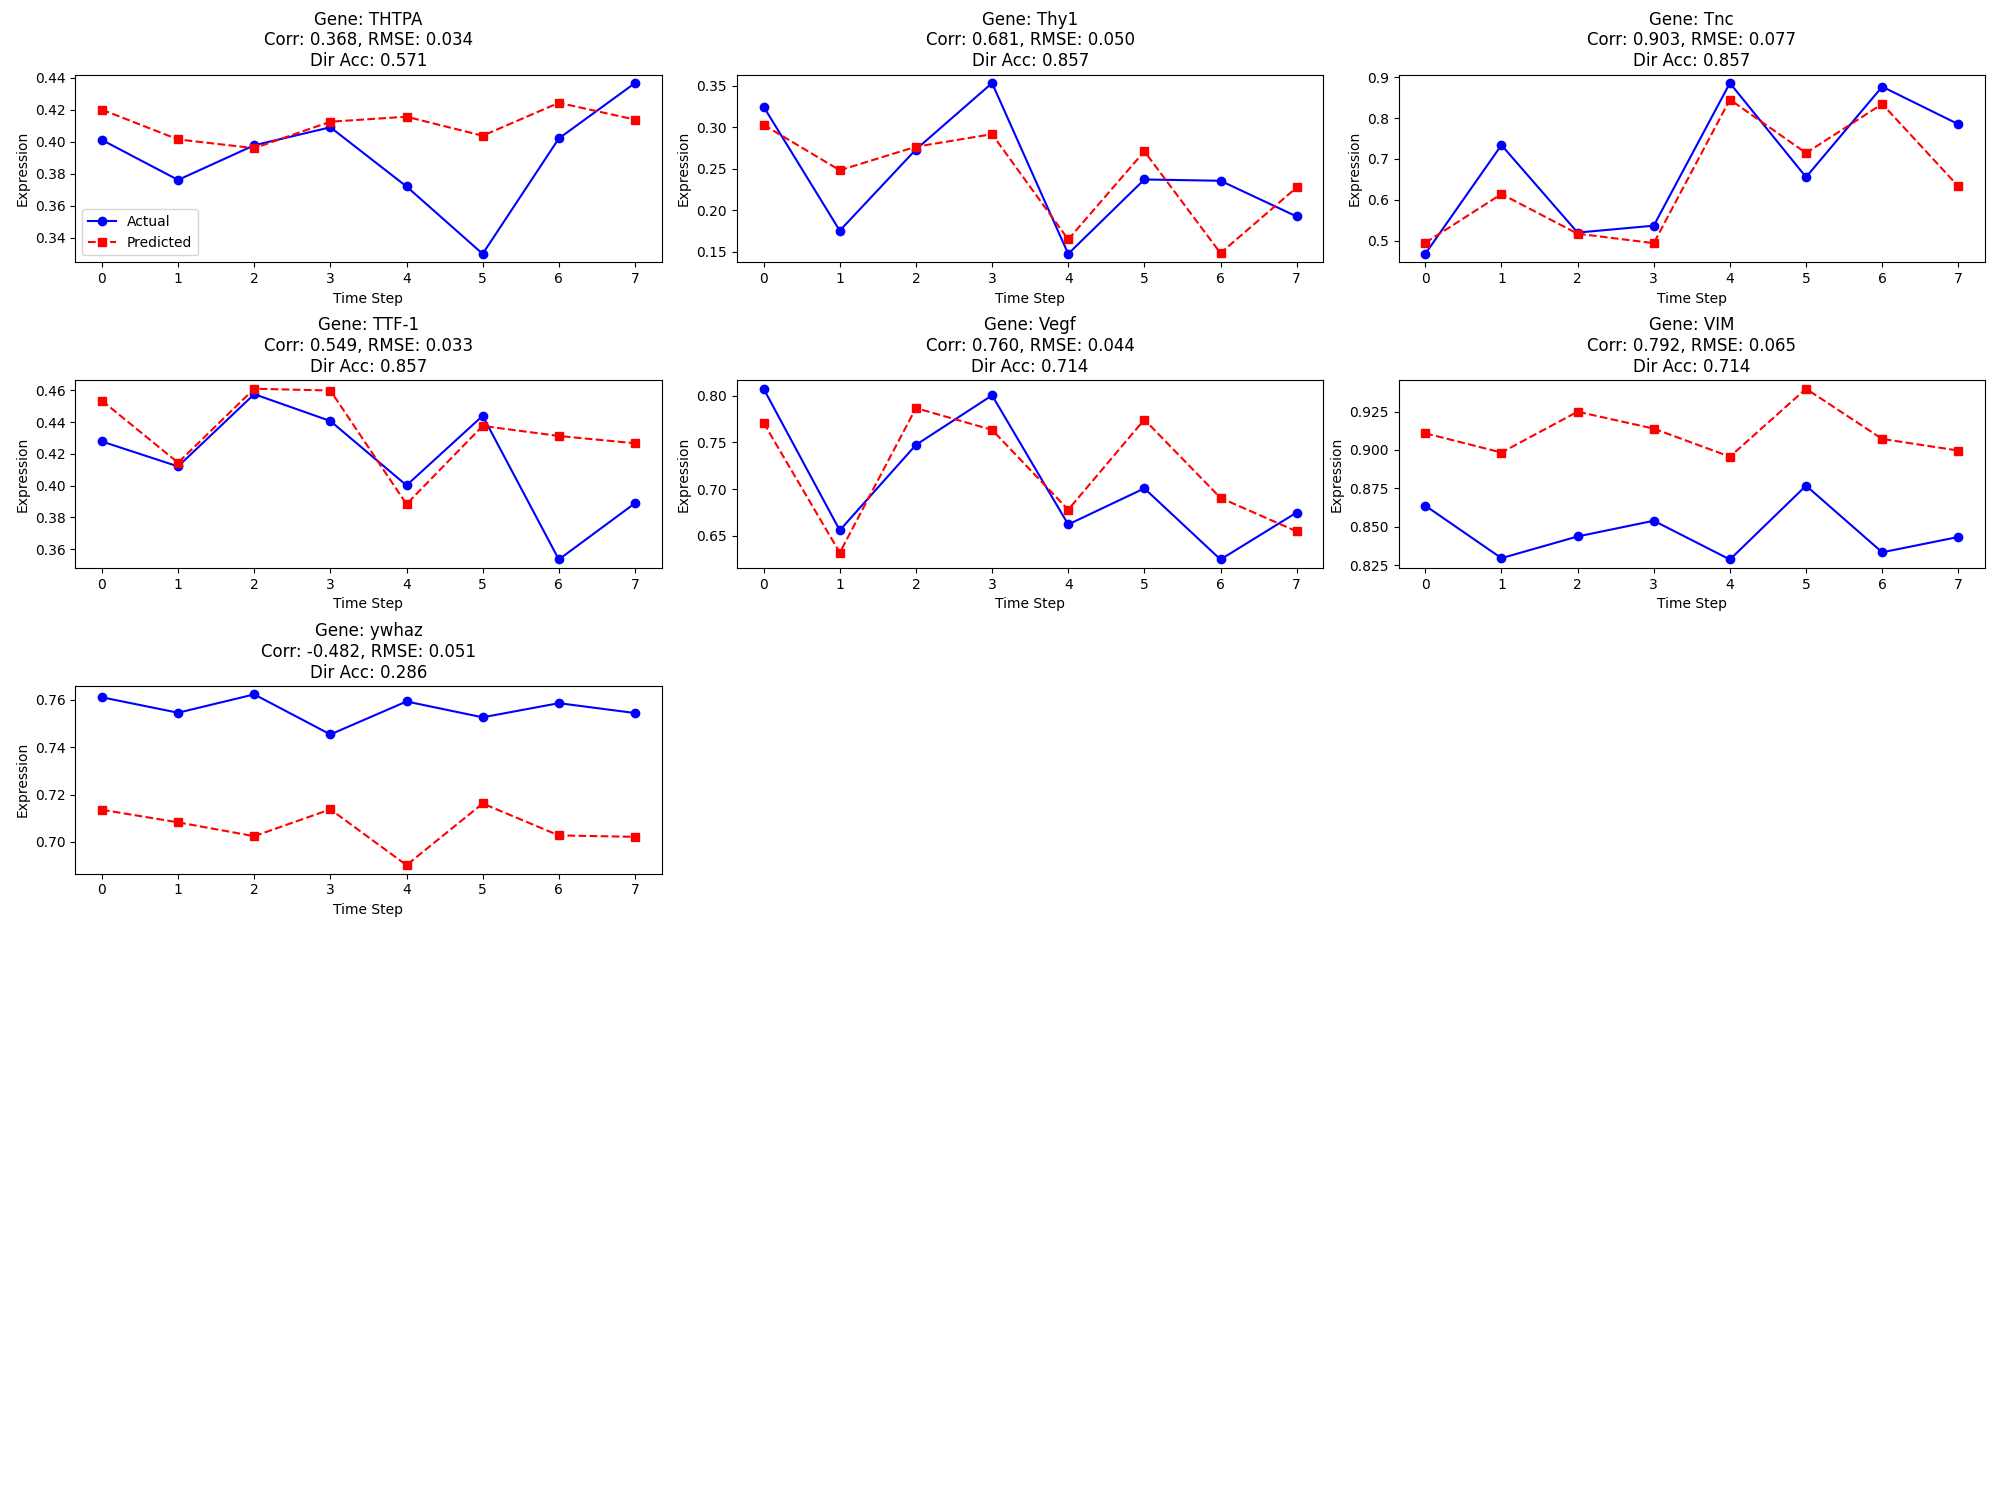 Gene: THTPA
Corr: 0.368, RMSE: 0.034
Dir Acc: 0.571
0.44
0.42
0.40
0.38
0.36
0.34
Expression
Actual
Predicted
0 1 2 3 4 5 6 7
Time Step
Gene: Thy1
Corr: 0.681, RMSE: 0.050
Dir Acc: 0.857
0.35
0.30
0.25
0.20
0.15
Expression
0 1 2 3 4 5 6 7
Time Step
Gene: Tnc
Corr: 0.903, RMSE: 0.077
Dir Acc: 0.857
0.9
0.8
0.7
0.6
0.5
Expression
0 1 2 3 4 5 6 7
Time Step
Gene: TTF-1
Corr: 0.549, RMSE: 0.033
Dir Acc: 0.857
0.46
0.44
0.42
0.40
0.38
0.36
Expression
0 1 2 3 4 5 6 7
Time Step
Gene: Vegf
Corr: 0.760, RMSE: 0.044
Dir Acc: 0.714
0.80
0.75
0.70
0.65
Expression
0 1 2 3 4 5 6 7
Time Step
Gene: VIM
Corr: 0.792, RMSE: 0.065
Dir Acc: 0.714
0.925
0.900
0.875
0.850
0.825
Expression
0 1 2 3 4 5 6 7
Time Step
Gene: ywhaz
Corr: -0.482, RMSE: 0.051
Dir Acc: 0.286
0.76
0.74
0.72
0.70
Expression
0 1 2 3 4 5 6 7
Time Step